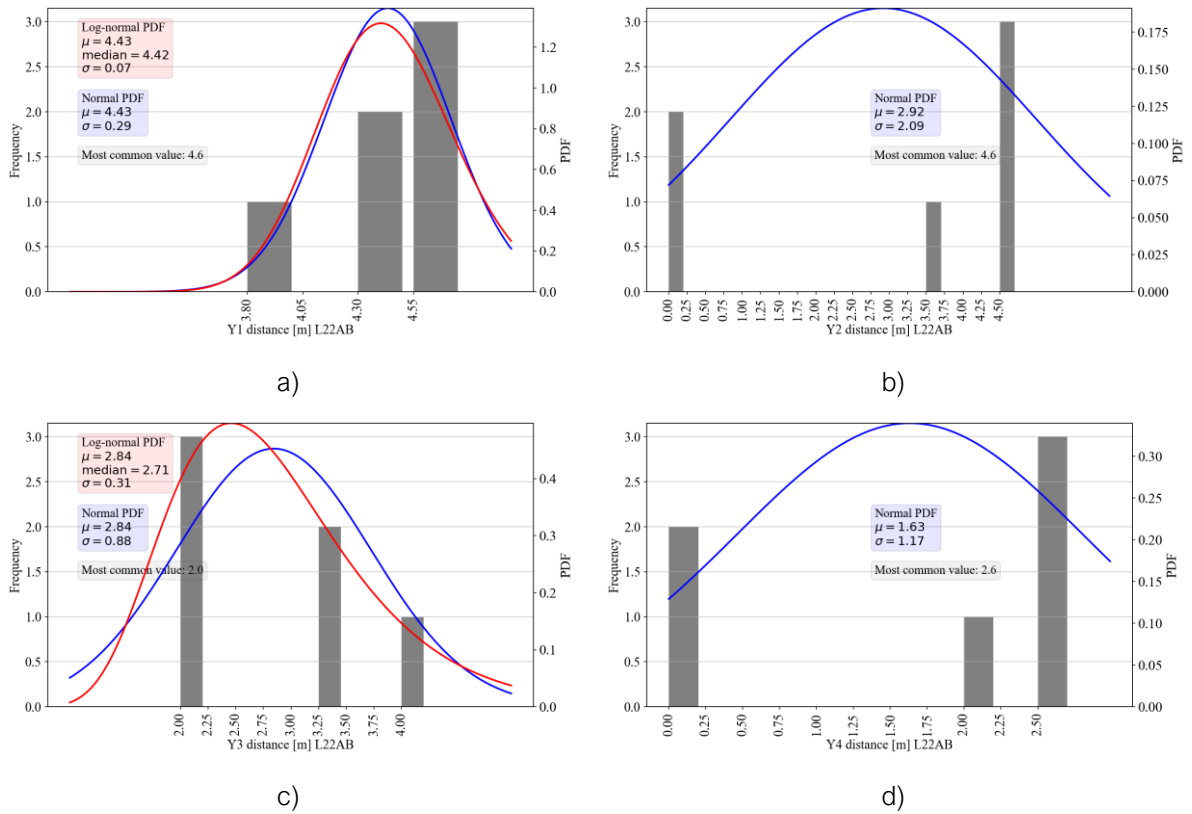 Log-normal PDF
μ = 4.43
median = 4.42
σ = 0.07
Normal PDF
μ = 4.43
σ = 0.29
Most common value: 4.6
Frequency
3.0
2.5
2.0
1.5
1.0
0.5
0.0
1.2
1.0
0.8
0.6
0.4
0.2
0.0
PDF
3.80
4.05
4.30
4.55
Y1 distance [m] L22AB
a)
Normal PDF
μ = 2.92
σ = 2.09
Most common value: 4.6
Frequency
3.0
2.5
2.0
1.5
1.0
0.5
0.0
0.175
0.150
0.125
0.100
0.075
0.050
0.025
0.000
PDF
0.00
0.25
0.50
0.75
1.00
1.25
1.50
1.75
2.00
2.25
2.50
2.75
3.00
3.25
3.50
3.75
4.00
4.25
4.50
Y2 distance [m] L22AB
b)
Log-normal PDF
μ = 2.84
median = 2.71
σ = 0.31
Normal PDF
μ = 2.84
σ = 0.88
Most common value: 2.0
Frequency
3.0
2.5
2.0
1.5
1.0
0.5
0.0
0.4
0.3
0.2
0.1
0.0
PDF
2.00
2.25
2.50
2.75
3.00
3.25
3.50
3.75
4.00
Y3 distance [m] L22AB
c)
Normal PDF
μ = 1.63
σ = 1.17
Most common value: 2.6
Frequency
3.0
2.5
2.0
1.5
1.0
0.5
0.0
0.30
0.25
0.20
0.15
0.10
0.05
0.00
PDF
0.00
0.25
0.50
0.75
1.00
1.25
1.50
1.75
2.00
2.25
2.50
Y4 distance [m] L22AB
d)